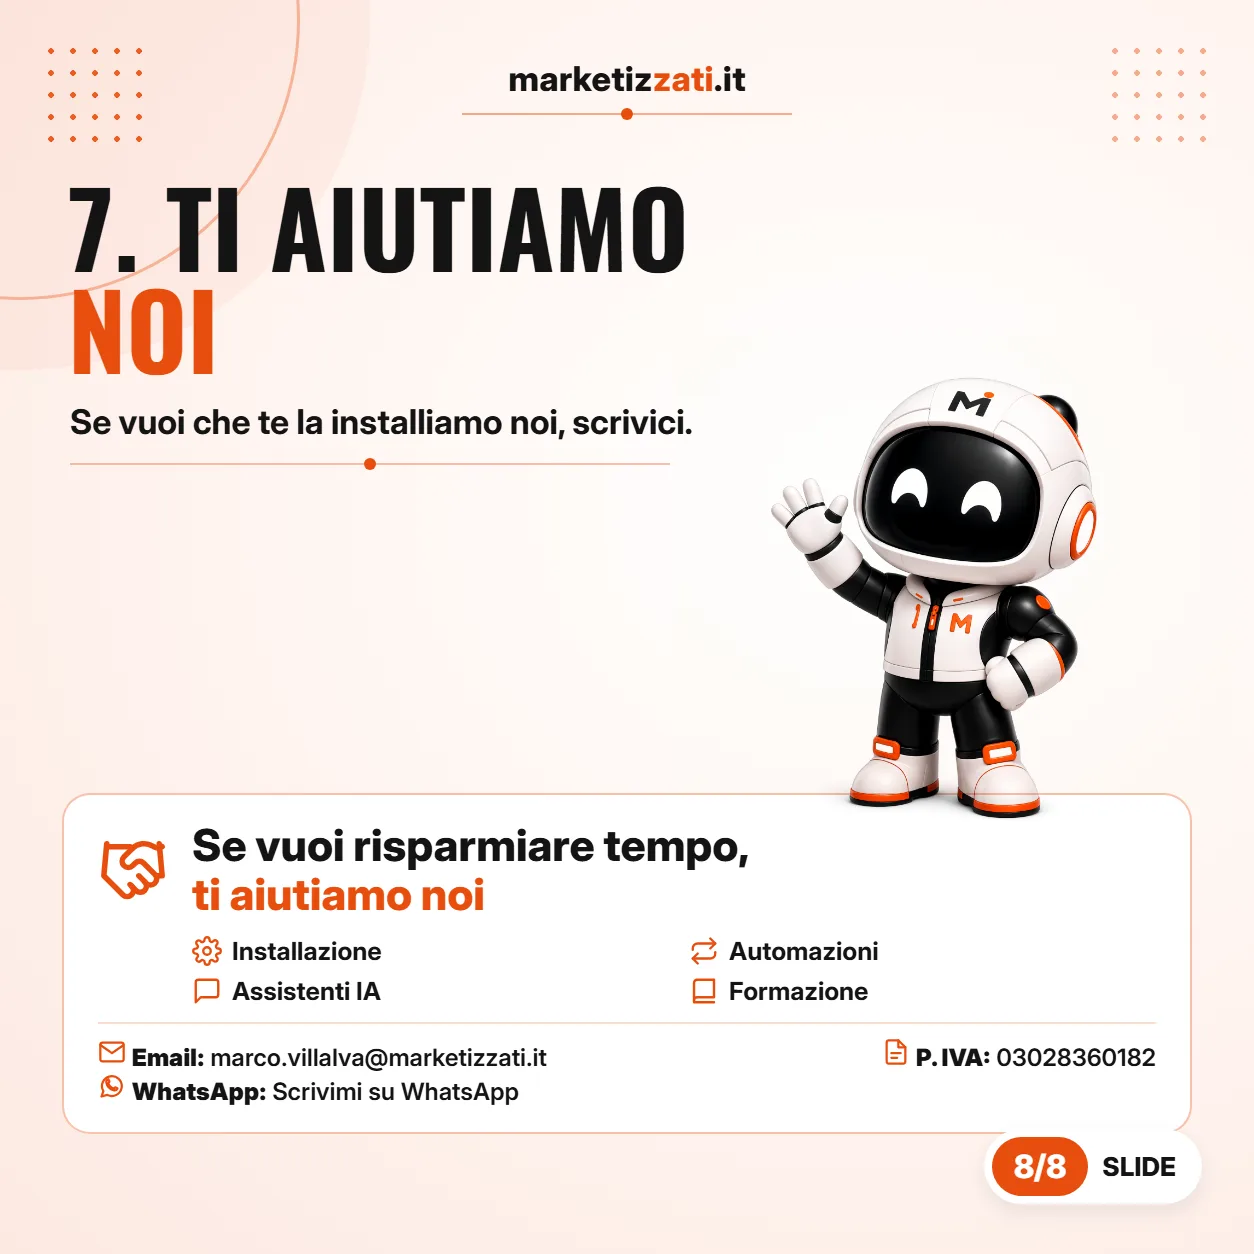 marketizzati.it
7. TI AIUTIAMO
NOI
Se vuoi che te la installiamo noi, scrivici.
M
M
Se vuoi risparmiare tempo,
ti aiutiamo noi
Installazione
Automazioni
Assistenti IA
Formazione
Email: marco.villalva@marketizzati.it
P.IVA: 03028360182
WhatsApp: Scrivimi su WhatsApp
8/8 SLIDE